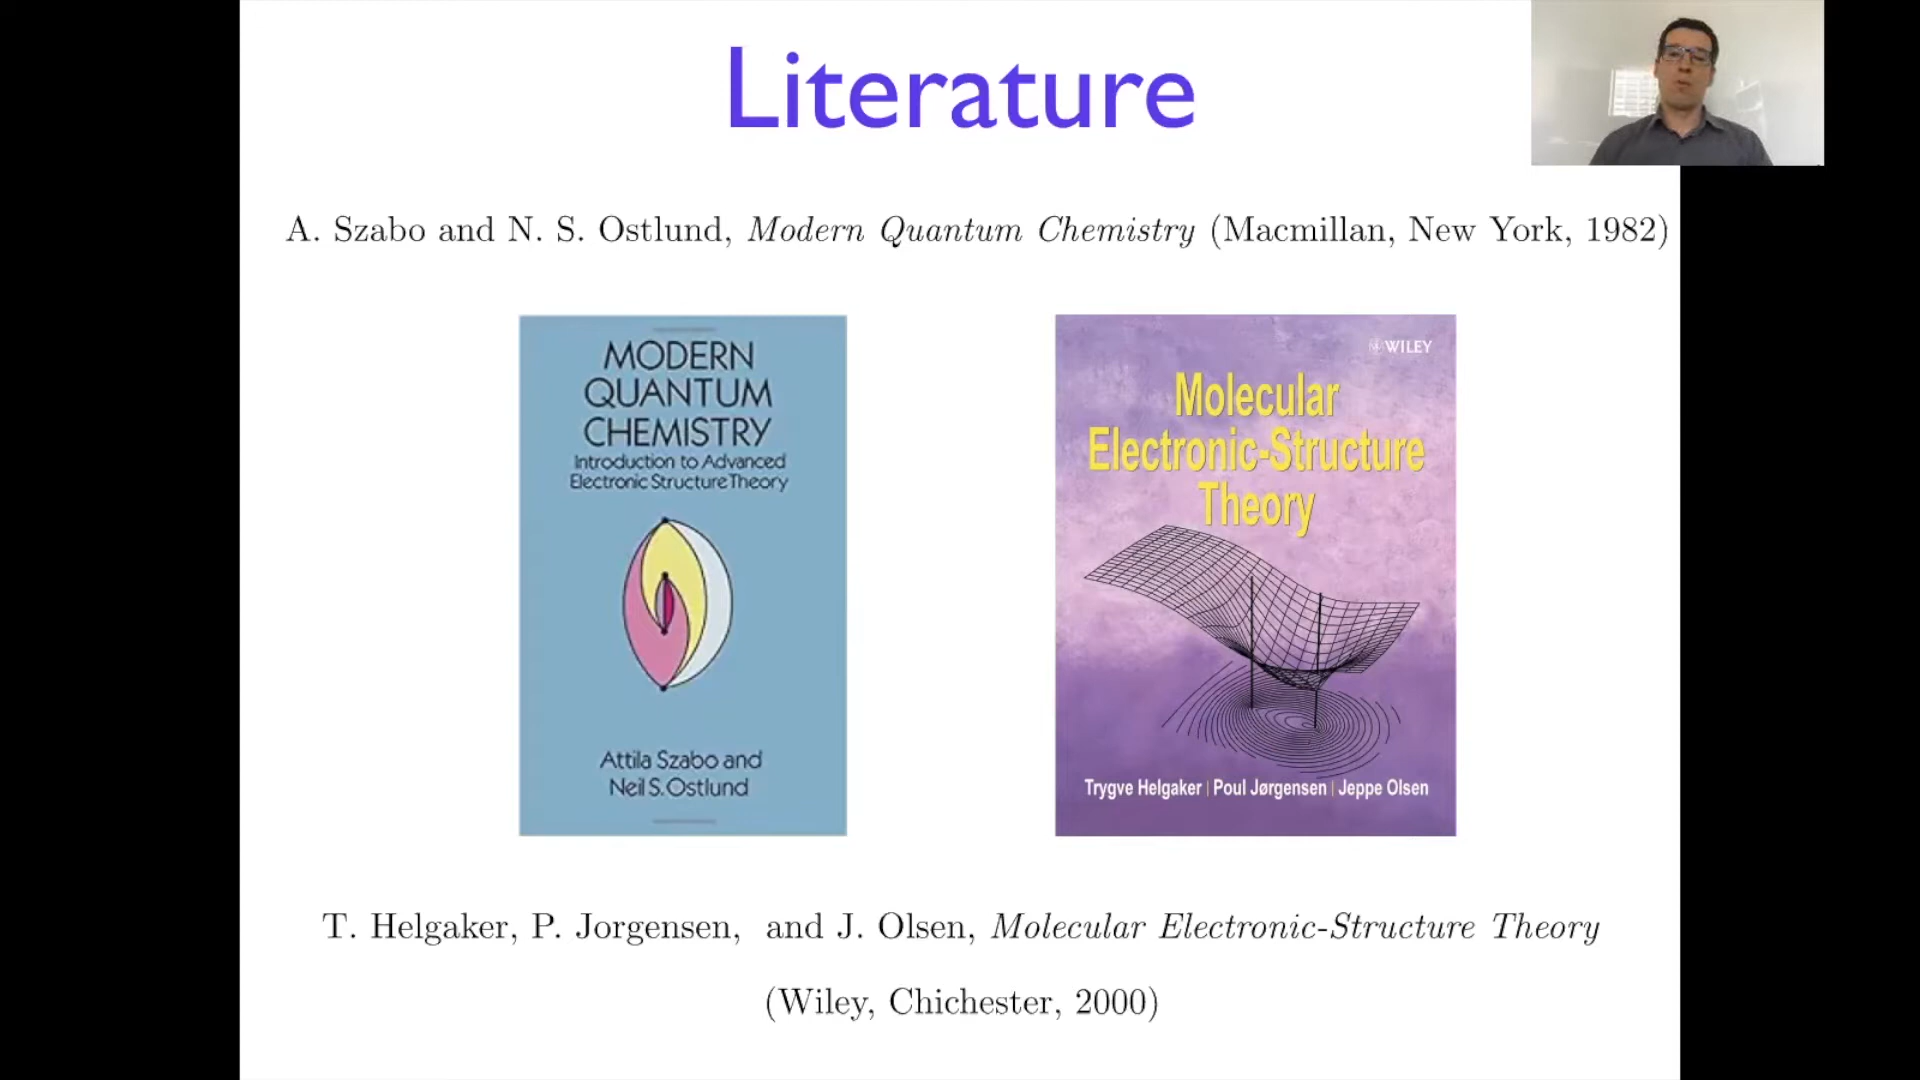 Literature
A. Szabo and N. S. Ostlund, Modern Quantum Chemistry (Macmillan, New York, 1982)
MODERN
QUANTUM
CHEMISTRY
Introduction to Advanced
Electronic Structure Theory
Attila Szabo and
Neil S. Ostlund
WILEY
Molecular
Electronic-Structure
Theory
Trygve Helgaker | Poul Jørgensen | Jeppe Olsen
T. Helgaker, P. Jorgensen, and J. Olsen, Molecular Electronic-Structure Theory
(Wiley, Chichester, 2000)